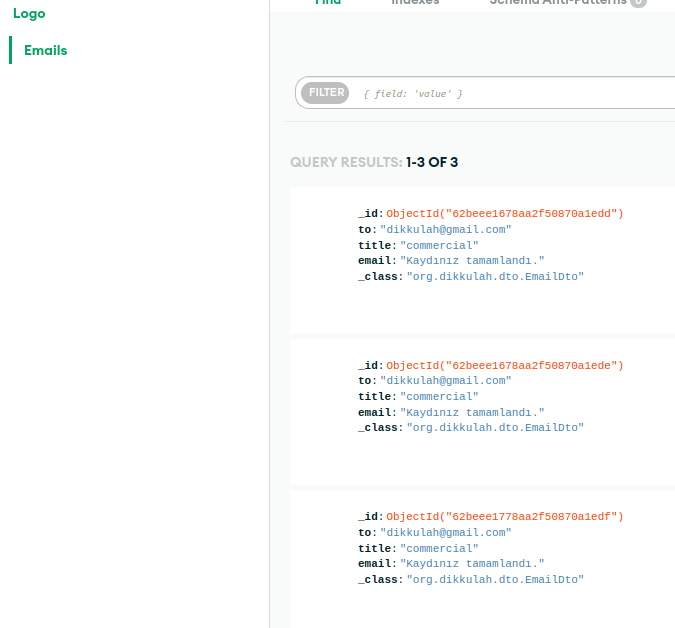 Logo
Emails
Find Indexes Schema Anti-Patterns 0
FILTER { field: 'value' }
QUERY RESULTS: 1-3 OF 3
_id: ObjectId("62beee1678aa2f50870a1edd")
to: "dikkulah@gmail.com"
title: "commercial"
email: "Kaydınız tamamlandı."
_class: "org.dikkulah.dto.EmailDto"
_id: ObjectId("62beee1678aa2f50870a1ede")
to: "dikkulah@gmail.com"
title: "commercial"
email: "Kaydınız tamamlandı."
_class: "org.dikkulah.dto.EmailDto"
_id: ObjectId("62beee1778aa2f50870a1edf")
to: "dikkulah@gmail.com"
title: "commercial"
email: "Kaydınız tamamlandı."
_class: "org.dikkulah.dto.EmailDto"